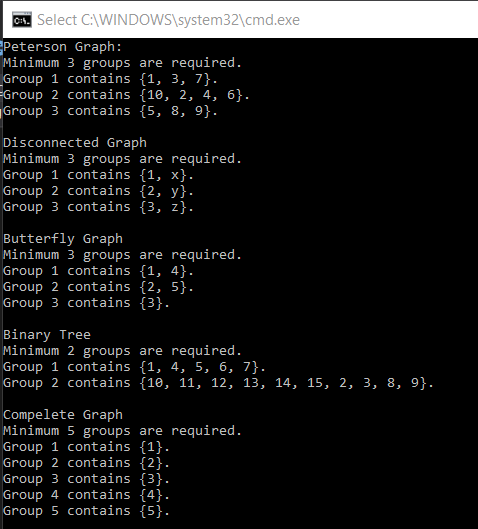 Select C:\WINDOWS\system32\cmd.exe
Peterson Graph:
Minimum 3 groups are required.
Group 1 contains {1, 3, 7}.
Group 2 contains {10, 2, 4, 6}.
Group 3 contains {5, 8, 9}.
Disconnected Graph
Minimum 3 groups are required.
Group 1 contains {1, x}.
Group 2 contains {2, y}.
Group 3 contains {3, z}.
Butterfly Graph
Minimum 3 groups are required.
Group 1 contains {1, 4}.
Group 2 contains {2, 5}.
Group 3 contains {3}.
Binary Tree
Minimum 2 groups are required.
Group 1 contains {1, 4, 5, 6, 7}.
Group 2 contains {10, 11, 12, 13, 14, 15, 2, 3, 8, 9}.
Compelete Graph
Minimum 5 groups are required.
Group 1 contains {1}.
Group 2 contains {2}.
Group 3 contains {3}.
Group 4 contains {4}.
Group 5 contains {5}.